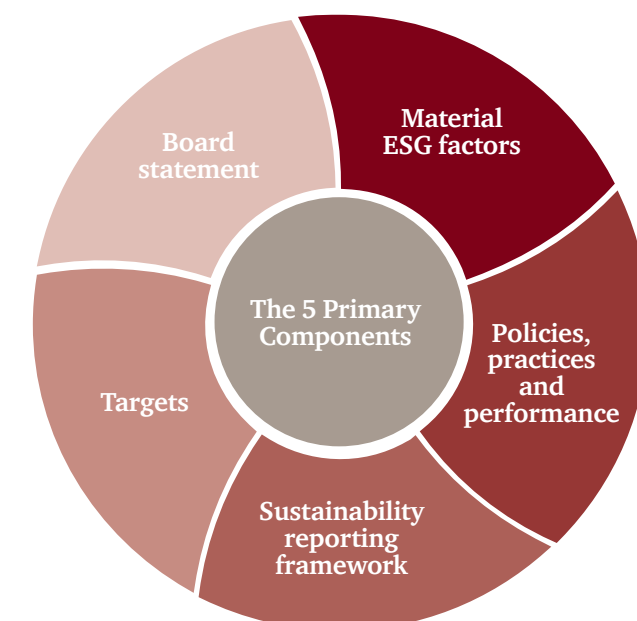 Material
ESG factors
Board
statement
The 5 Primary
Components
Policies,
practices
and
performance
Targets
Sustainability
reporting
framework